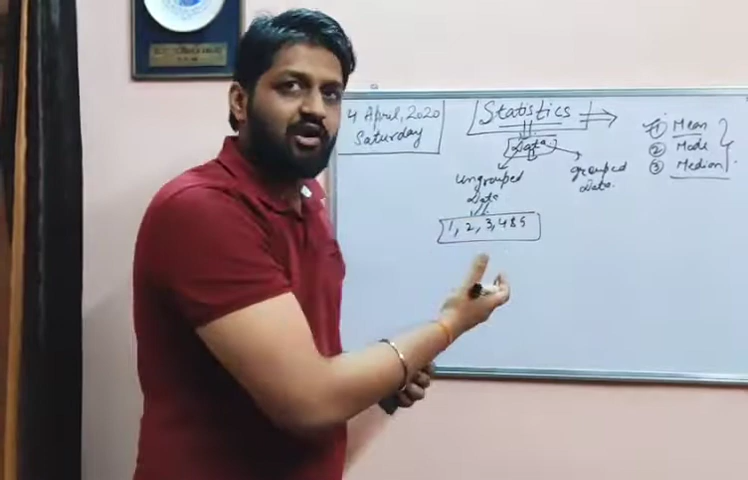 4 April, 2020
Saturday
Statistics
Data
ungrouped
Data
grouped
Data.
1, 2, 3, 4 & 5
① Mean
② Mode
③ Median